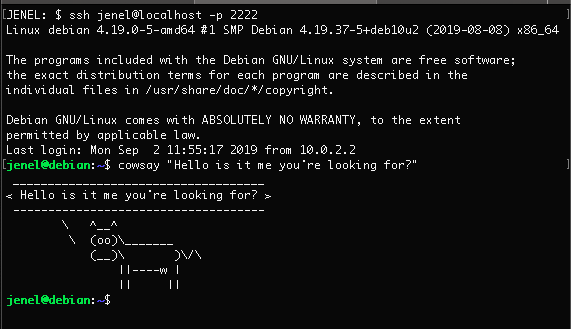 [JENEL: $ ssh jenel@localhost -p 2222 ]
Linux debian 4.19.0-5-amd64 #1 SMP Debian 4.19.37-5+deb10u2 (2019-08-08) x86_64

The programs included with the Debian GNU/Linux system are free software;
the exact distribution terms for each program are described in the
individual files in /usr/share/doc/*/copyright.

Debian GNU/Linux comes with ABSOLUTELY NO WARRANTY, to the extent
permitted by applicable law.
Last login: Mon Sep  2 11:55:17 2019 from 10.0.2.2
[jenel@debian:~$ cowsay "Hello is it me you're looking for?" ]
 ____________________________________
< Hello is it me you're looking for? >
 ------------------------------------
        \   ^__^
         \  (oo)\_______
            (__)\       )\/\
                ||----w |
                ||     ||
jenel@debian:~$